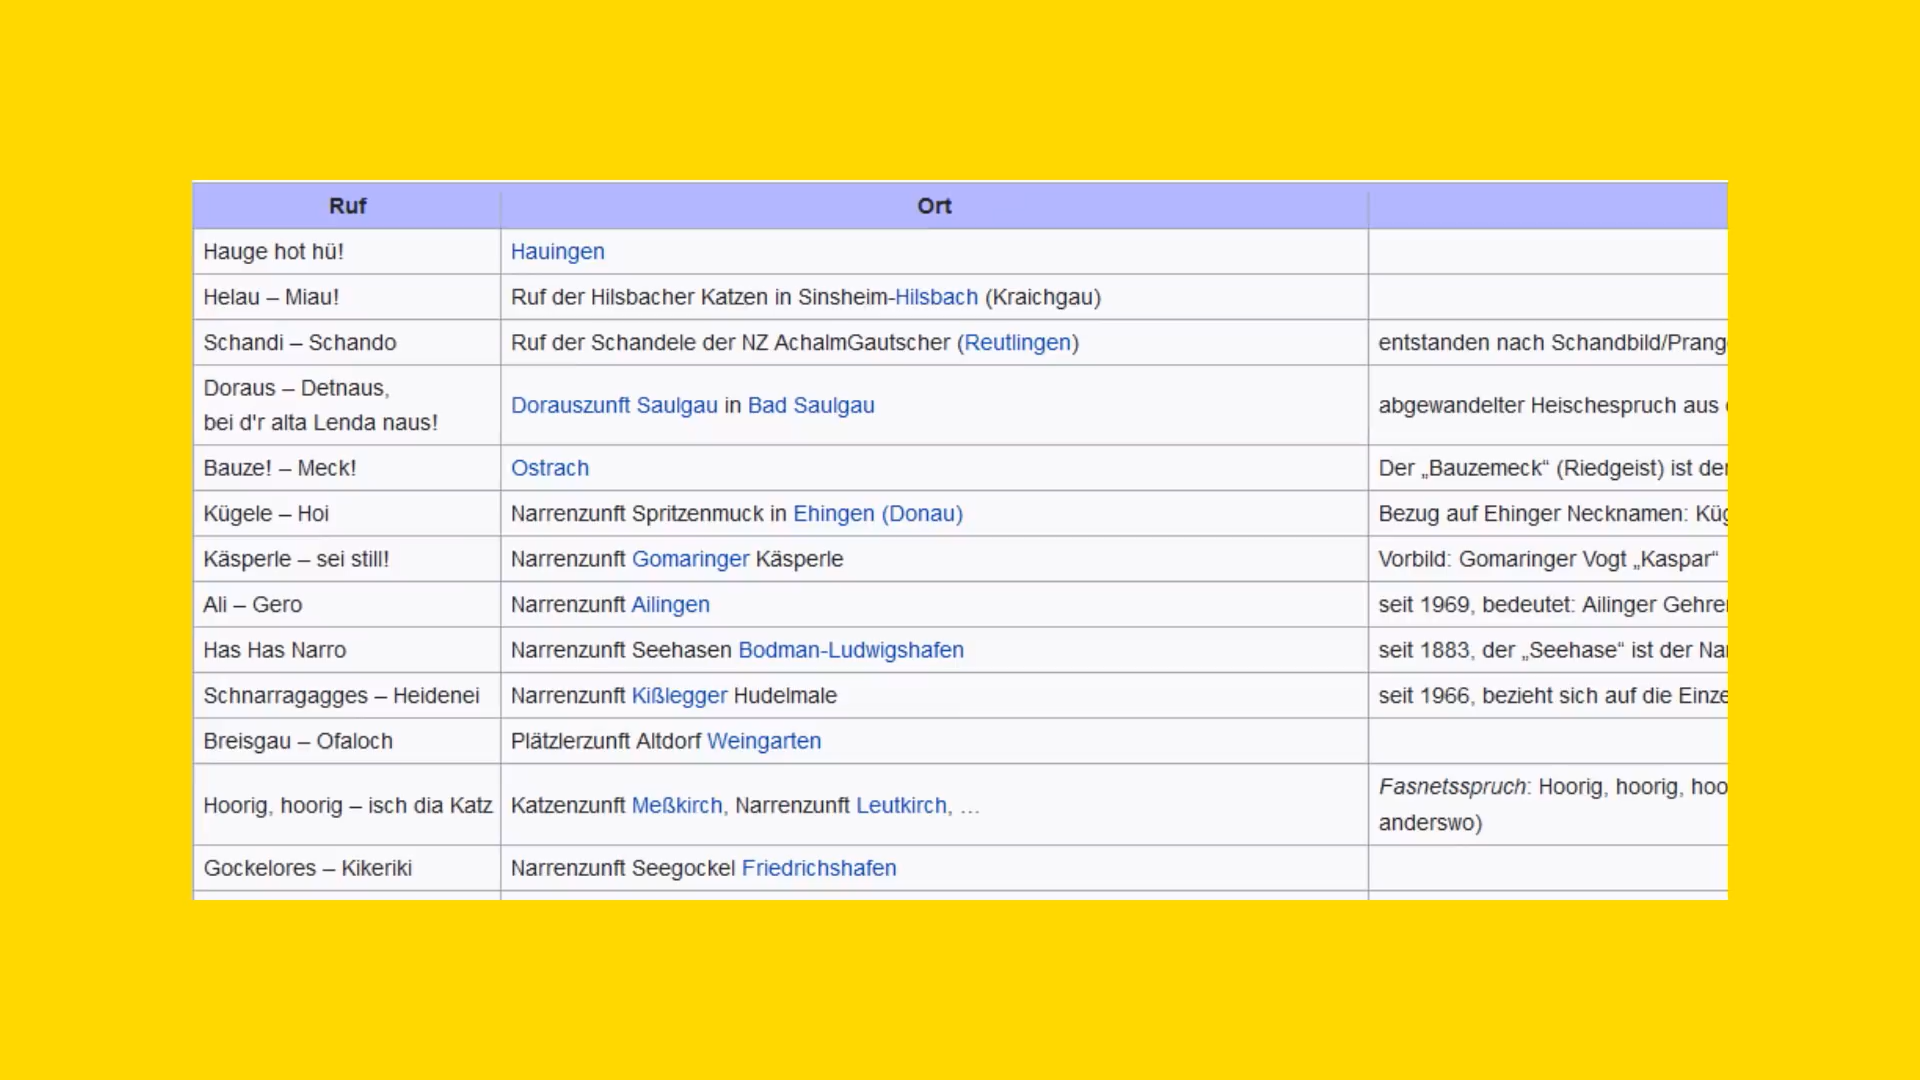 Ruf Ort
Hauge hot hü! Hauingen
Helau – Miau! Ruf der Hilsbacher Katzen in Sinsheim-Hilsbach (Kraichgau)
Schandi – Schando Ruf der Schandele der NZ AchalmGautscher (Reutlingen) entstanden nach Schandbild/Prang
Doraus – Detnaus,
bei d'r alta Lenda naus! Dorauszunft Saulgau in Bad Saulgau abgewandelter Heischespruch aus
Bauze! – Meck! Ostrach Der „Bauzemeck“ (Riedgeist) ist der
Kügele – Hoi Narrenzunft Spritzenmuck in Ehingen (Donau) Bezug auf Ehinger Necknamen: Küg
Käsperle – sei still! Narrenzunft Gomaringer Käsperle Vorbild: Gomaringer Vogt „Kaspar“
Ali – Gero Narrenzunft Ailingen seit 1969, bedeutet: Ailinger Gehrer
Has Has Narro Narrenzunft Seehasen Bodman-Ludwigshafen seit 1883, der „Seehase“ ist der Na
Schnarragagges – Heidenei Narrenzunft Kißlegger Hudelmale seit 1966, bezieht sich auf die Einze
Breisgau – Ofaloch Plätzlerzunft Altdorf Weingarten
Hoorig, hoorig – isch dia Katz Katzenzunft Meßkirch, Narrenzunft Leutkirch, … Fasnetsspruch: Hoorig, hoorig, hoo
anderswo)
Gockelores – Kikeriki Narrenzunft Seegockel Friedrichshafen